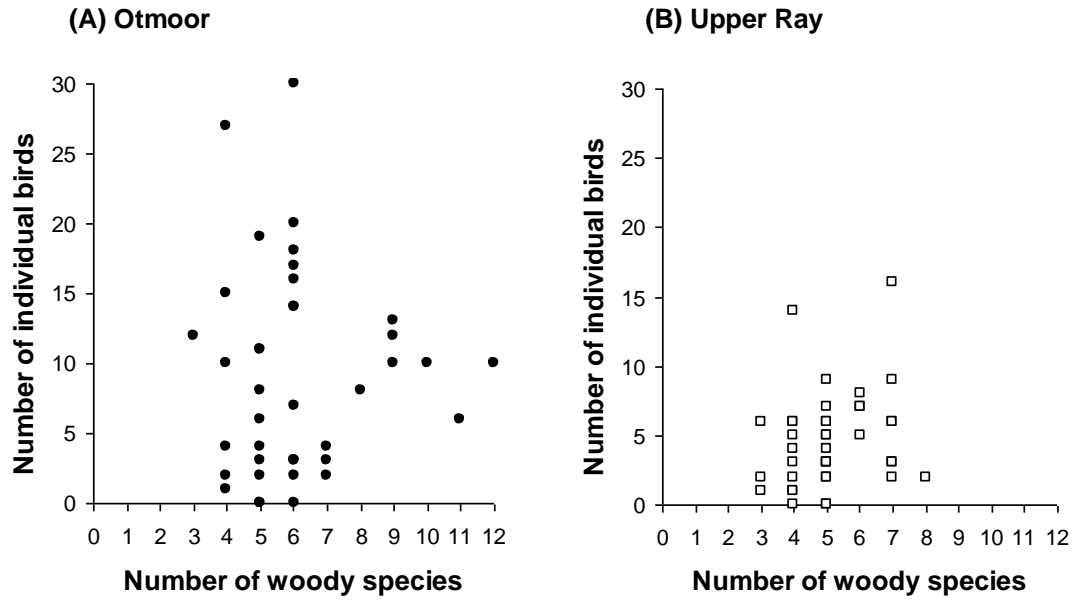 (A) Otmoor
Number of individual birds
30
25
20
15
10
5
0
0 1 2 3 4 5 6 7 8 9 10 11 12
Number of woody species
(B) Upper Ray
Number of individual birds
30
25
20
15
10
5
0
0 1 2 3 4 5 6 7 8 9 10 11 12
Number of woody species